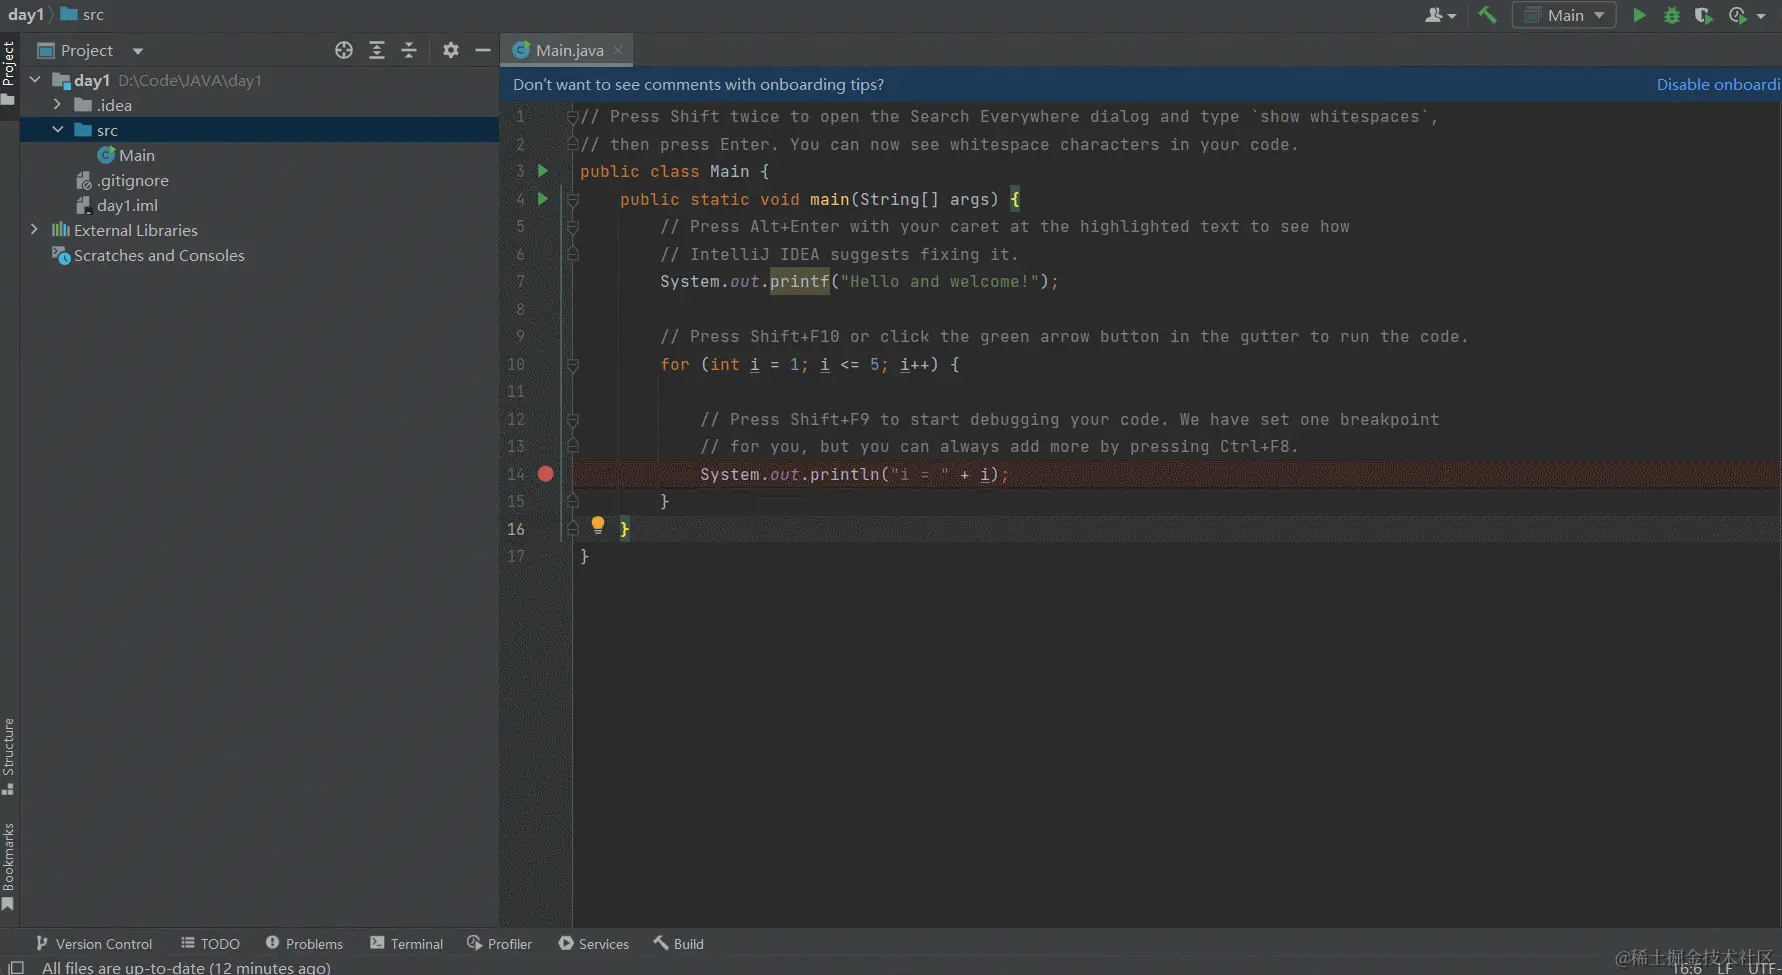 day1 src
Main
Project
Main.java
Project
day1 D:\Code\JAVA\day1
.idea
src
Main
.gitignore
day1.iml
External Libraries
Scratches and Consoles
Don't want to see comments with onboarding tips?
Disable onboardi
1 // Press Shift twice to open the Search Everywhere dialog and type `show whitespaces`,
2 // then press Enter. You can now see whitespace characters in your code.
3 public class Main {
4 public static void main(String[] args) {
5 // Press Alt+Enter with your caret at the highlighted text to see how
6 // IntelliJ IDEA suggests fixing it.
7 System.out.printf("Hello and welcome!");
8
9 // Press Shift+F10 or click the green arrow button in the gutter to run the code.
10 for (int i = 1; i <= 5; i++) {
11
12 // Press Shift+F9 to start debugging your code. We have set one breakpoint
13 // for you, but you can always add more by pressing Ctrl+F8.
14 System.out.println("i = " + i);
15 }
16 }
17 }
Structure
Bookmarks
Version Control TODO Problems Terminal Profiler Services Build
All files are up-to-date (12 minutes ago)
16:6 LF UTF-
@稀土掘金技术社区